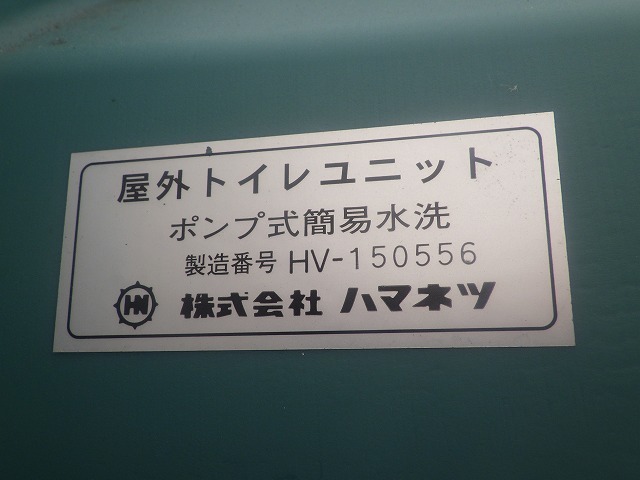 屋外トイレユニット
ポンプ式簡易水洗
製造番号 HV-150556
HN 株式会社 ハマネツ